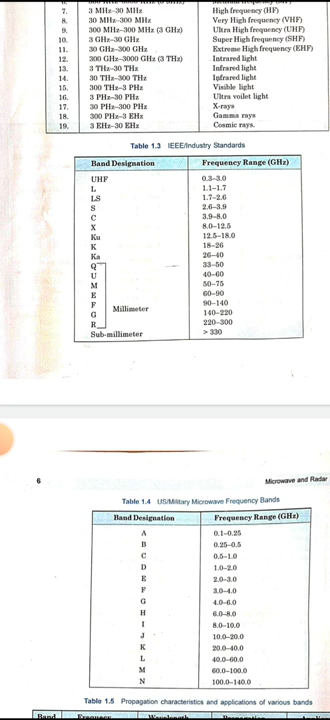 7. 3 MHz–30 MHz High frequency (HF)
8. 30 MHz–300 MHz Very High frequency (VHF)
9. 300 MHz–300 MHz (3 GHz) Ultra High frequency (UHF)
10. 3 GHz–30 GHz Super High frequency (SHF)
11. 30 GHz–300 GHz Extreme High frequency (EHF)
12. 300 GHz–3000 GHz (3 THz) Intrared light
13. 3 THz–30 THz Infrared light
14. 30 THz–300 THz Infrared light
15. 300 THz–3 PHz Visible light
16. 3 PHz–30 PHz Ultra voilet light
17. 30 PHz–300 PHz X-rays
18. 300 PHz–3 EHz Gamma rays
19. 3 EHz–30 EHz Cosmic rays.
Table 1.3 IEEE/Industry Standards
Band Designation Frequency Range (GHz)
UHF 0.3–3.0
L 1.1–1.7
LS 1.7–2.6
S 2.6–3.9
C 3.9–8.0
X 8.0–12.5
Ku 12.5–18.0
K 18–26
Ka 26–40
Q 33–50
U 40–60
M 50–75
E 60–90
F 90–140
Millimeter
G 140–220
R 220–300
Sub-millimeter > 330
6 Microwave and Radar
Table 1.4 US/Military Microwave Frequency Bands
Band Designation Frequency Range (GHz)
A 0.1–0.25
B 0.25–0.5
C 0.5–1.0
D 1.0–2.0
E 2.0–3.0
F 3.0–4.0
G 4.0–6.0
H 6.0–8.0
I 8.0–10.0
J 10.0–20.0
K 20.0–40.0
L 40.0–60.0
M 60.0–100.0
N 100.0–140.0
Table 1.5 Propagation characteristics and applications of various bands
Band Frequency Wavelength Propagation